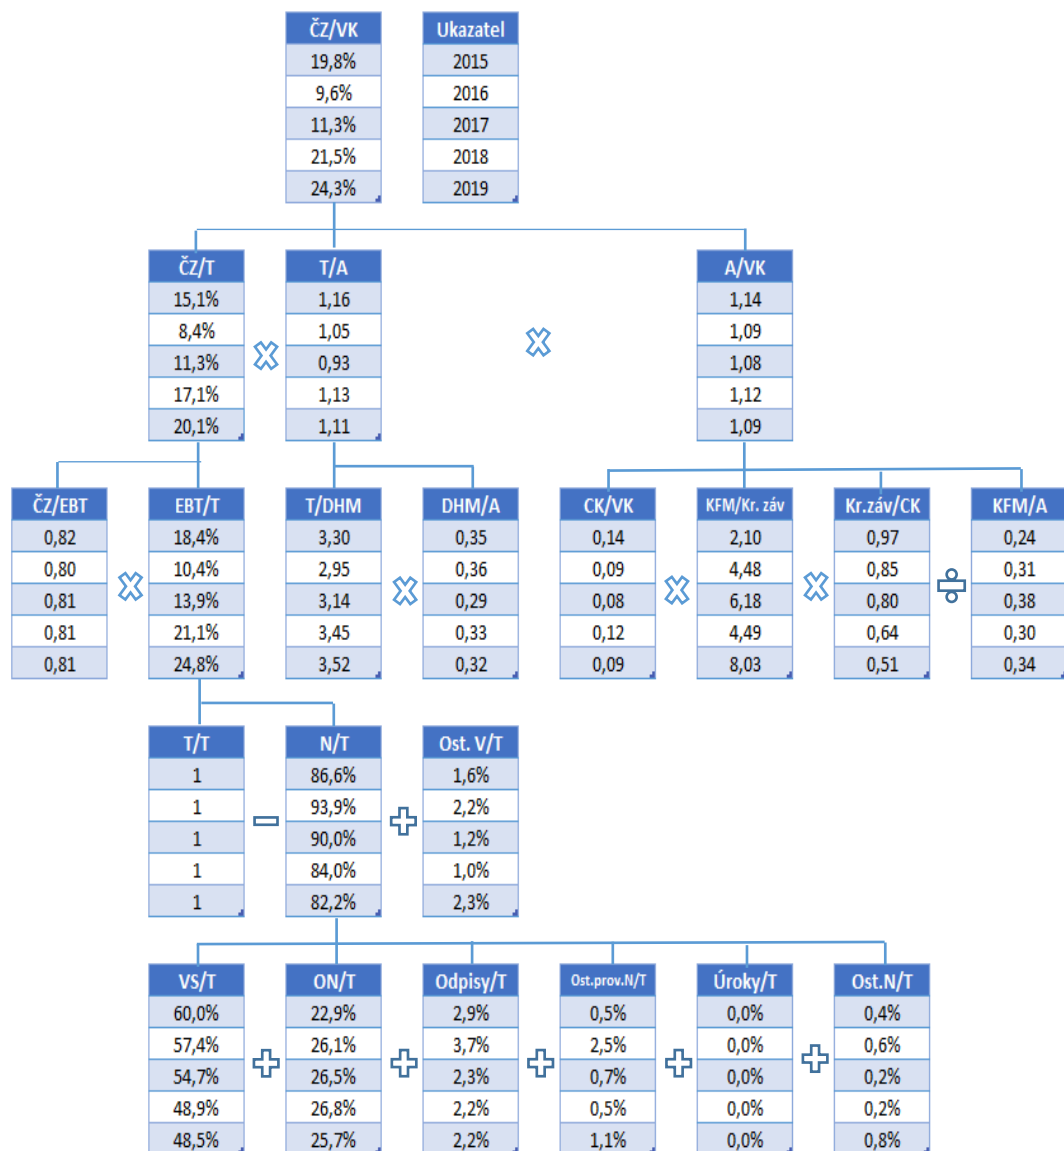 ČZ/VK Ukazatel
19,8% 2015
9,6% 2016
11,3% 2017
21,5% 2018
24,3% 2019
ČZ/T T/A A/VK
15,1% 1,16 1,14
8,4% 1,05 1,09
11,3% 0,93 1,08
17,1% 1,13 1,12
20,1% 1,11 1,09
ČZ/EBT EBT/T T/DHM DHM/A CK/VK KFM/Kr. záv Kr.záv/CK KFM/A
0,82 18,4% 3,30 0,35 0,14 2,10 0,97 0,24
0,80 10,4% 2,95 0,36 0,09 4,48 0,85 0,31
0,81 13,9% 3,14 0,29 0,08 6,18 0,80 0,38
0,81 21,1% 3,45 0,33 0,12 4,49 0,64 0,30
0,81 24,8% 3,52 0,32 0,09 8,03 0,51 0,34
T/T N/T Ost. V/T
1 86,6% 1,6%
1 93,9% 2,2%
1 90,0% 1,2%
1 84,0% 1,0%
1 82,2% 2,3%
VS/T ON/T Odpisy/T Ost.prov.N/T Úroky/T Ost.N/T
60,0% 22,9% 2,9% 0,5% 0,0% 0,4%
57,4% 26,1% 3,7% 2,5% 0,0% 0,6%
54,7% 26,5% 2,3% 0,7% 0,0% 0,2%
48,9% 26,8% 2,2% 0,5% 0,0% 0,2%
48,5% 25,7% 2,2% 1,1% 0,0% 0,8%